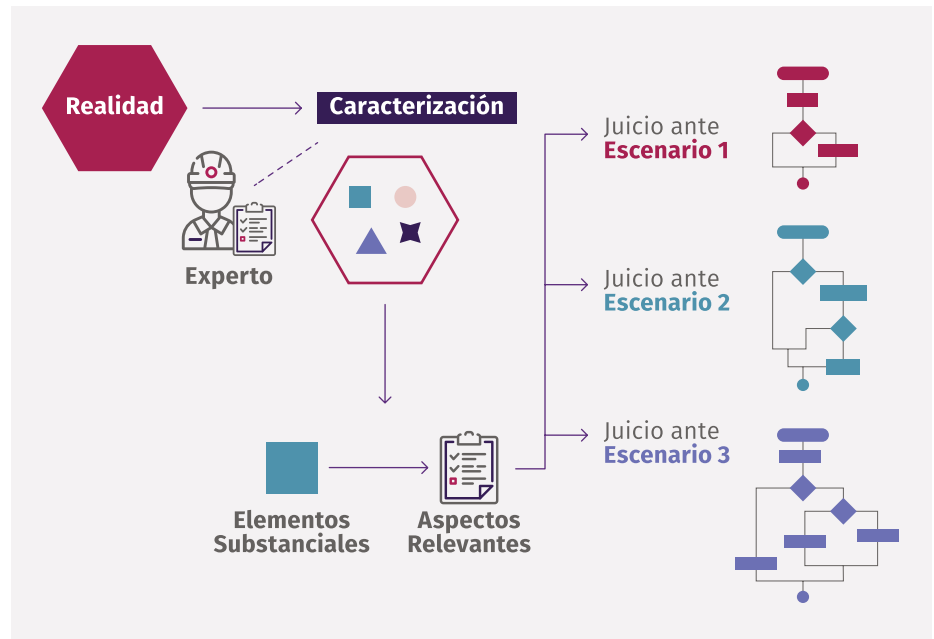 Realidad
Caracterización
Experto
Juicio ante
Escenario 1
Juicio ante
Escenario 2
Juicio ante
Escenario 3
Elementos
Substanciales
Aspectos
Relevantes